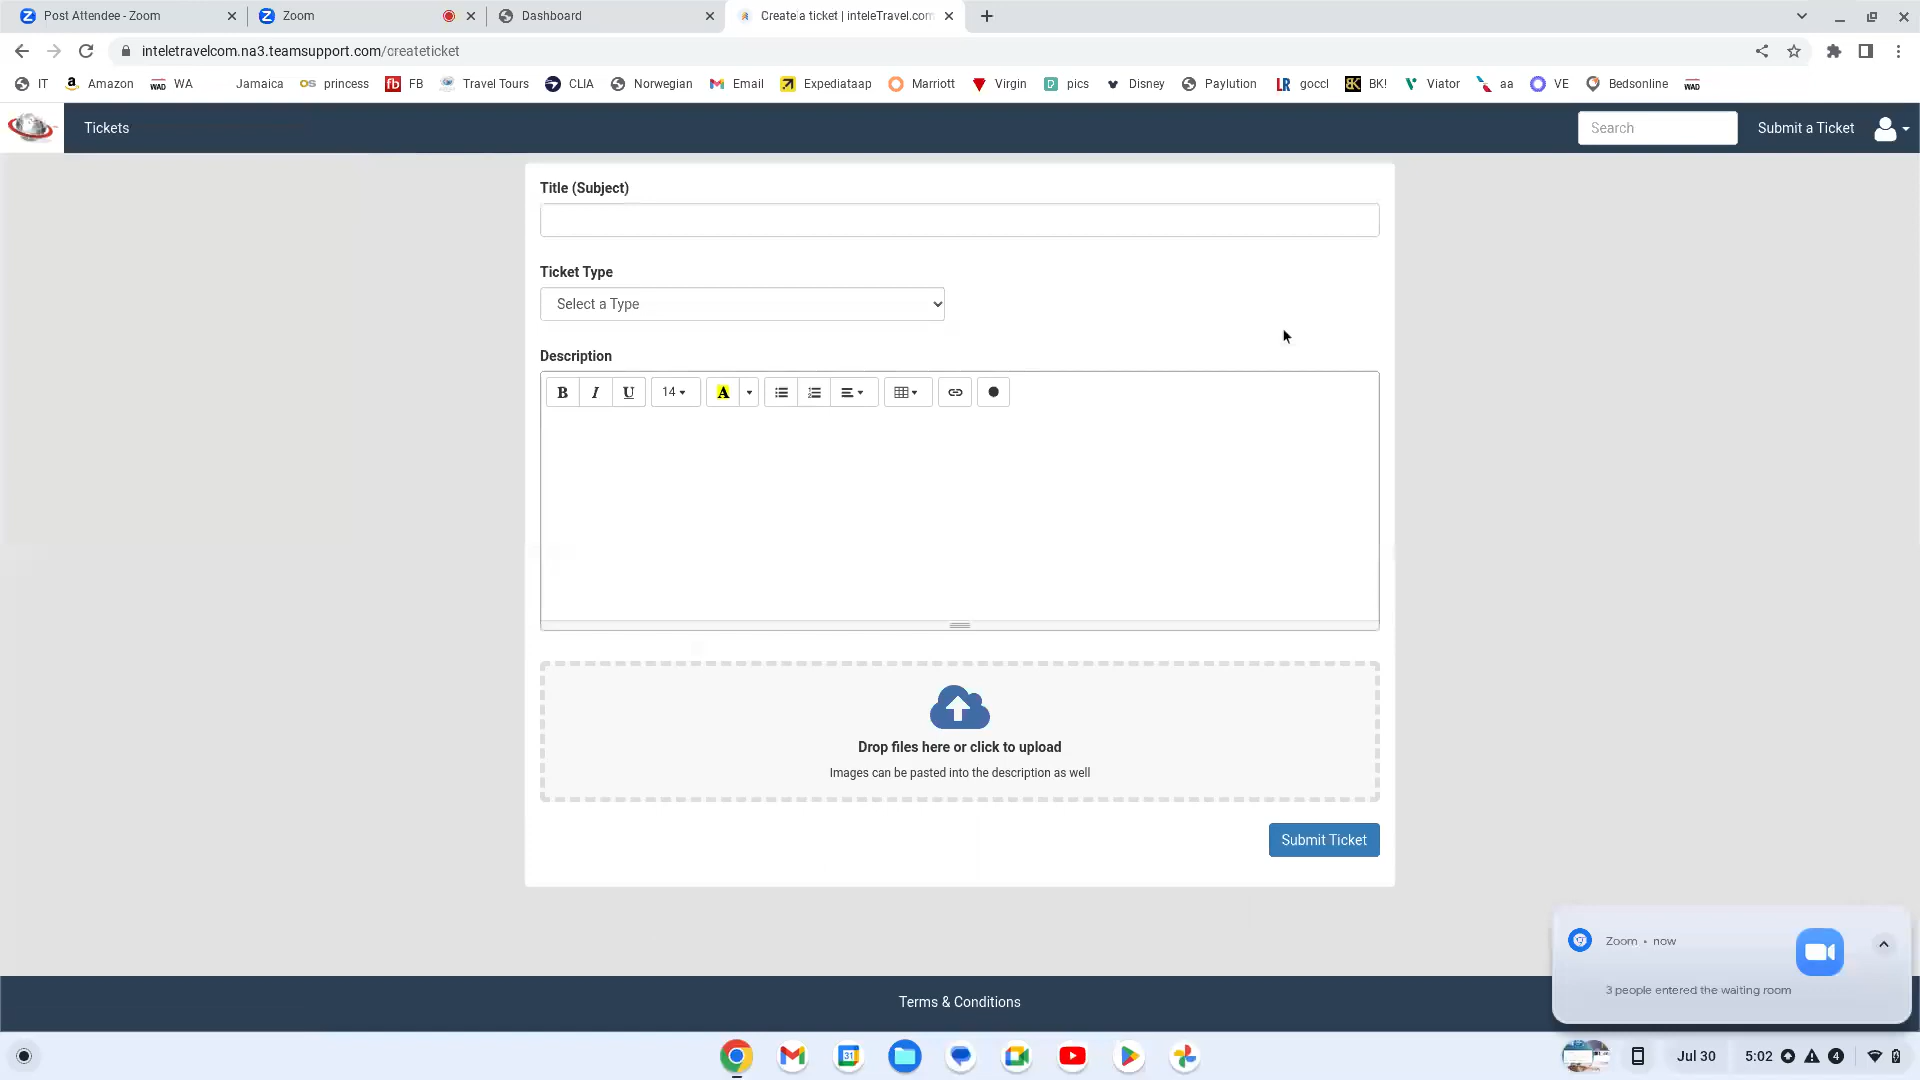 Post Attendee - Zoom
Zoom
Dashboard
Create a ticket | inteleTravel.com
inteletravelcom.na3.teamsupport.com/createticket
IT
Amazon
WA
Jamaica
princess
FB
Travel Tours
CLIA
Norwegian
Email
Expediataap
Marriott
Virgin
pics
Disney
Paylution
goccl
BK!
Viator
aa
VE
Bedsonline
Tickets
Search
Submit a Ticket
Title (Subject)
Ticket Type
Select a Type
Description
B I U 14 A
Drop files here or click to upload
Images can be pasted into the description as well
Submit Ticket
Zoom • now
3 people entered the waiting room
Terms & Conditions
31
Jul 30
5:02
4